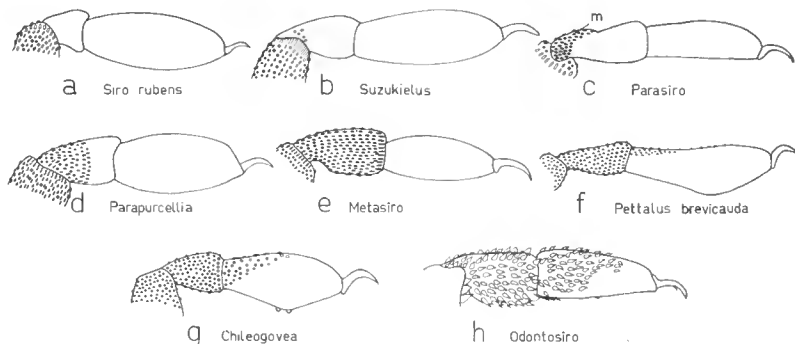 m
a Siro rubens b Suzukielus c Parasiro
d Parapurcellia e Metasiro f Pettalus brevicauda
g Chileogovea h Odontosiro